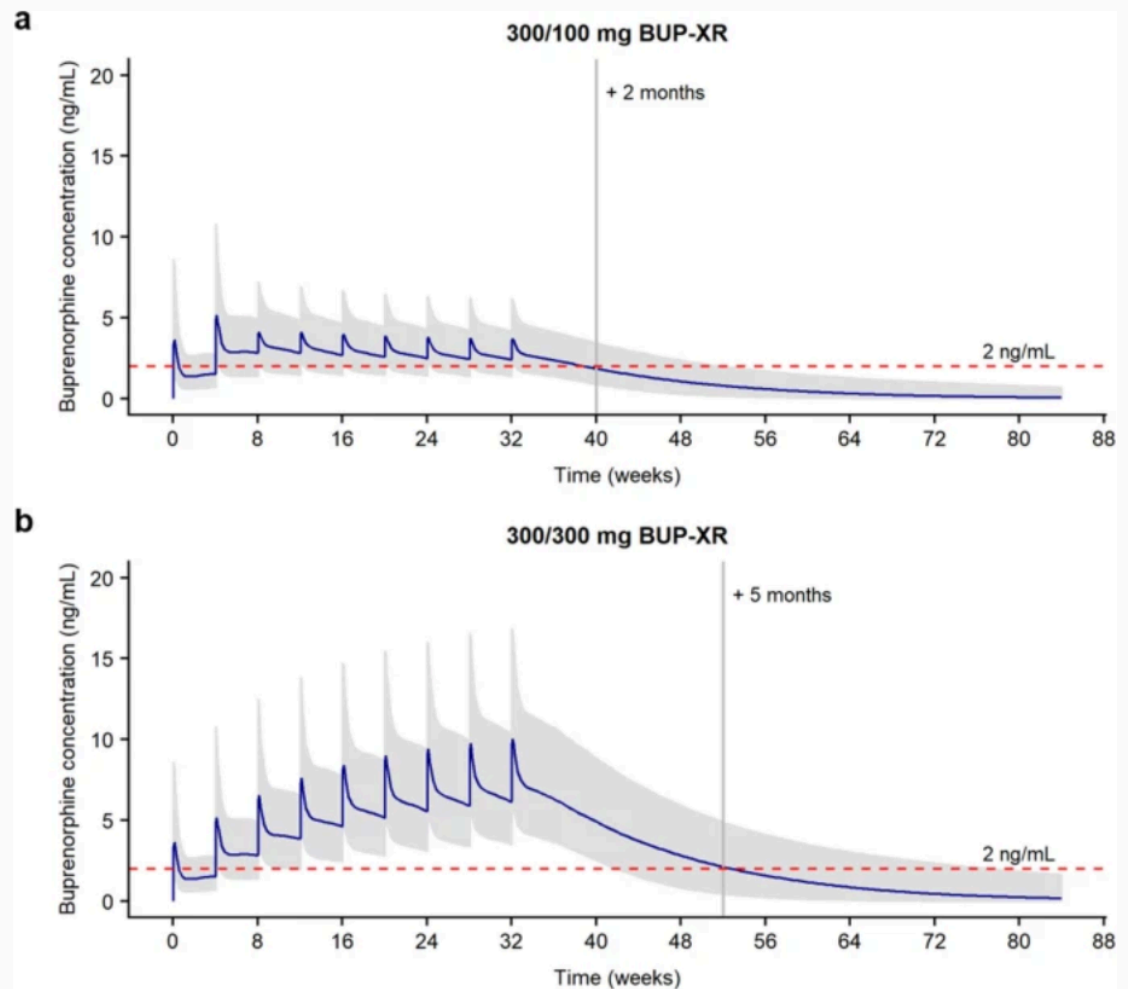 a
300/100 mg BUP-XR
Buprenorphine concentration (ng/mL)
20
15
10
5
0
+ 2 months
2 ng/mL
0 8 16 24 32 40 48 56 64 72 80 88
Time (weeks)
b
300/300 mg BUP-XR
Buprenorphine concentration (ng/mL)
20
15
10
5
0
+ 5 months
2 ng/mL
0 8 16 24 32 40 48 56 64 72 80 88
Time (weeks)